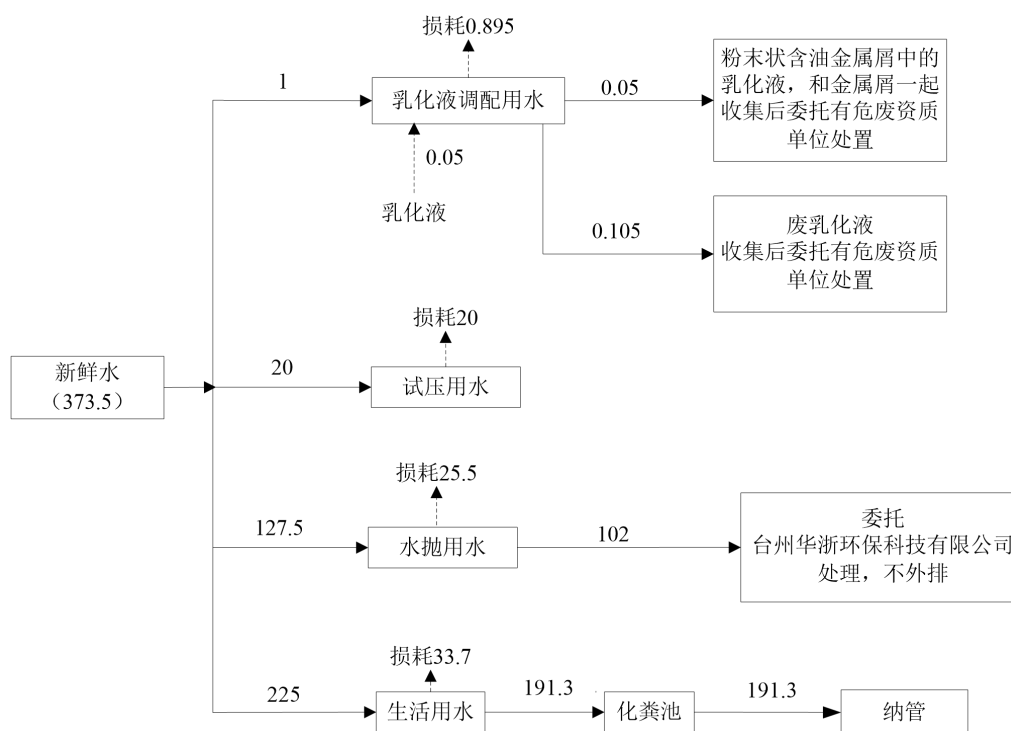 损耗0.895
1
乳化液调配用水
0.05
粉末状含油金属屑中的
乳化液，和金属屑一起
收集后委托有危废资质
单位处置
0.05
乳化液
0.105
废乳化液
收集后委托有危废资质
单位处置
损耗20
新鲜水
（373.5）
20
试压用水
损耗25.5
127.5
水抛用水
102
委托
台州华浙环保科技有限公司
处理，不外排
损耗33.7
225
生活用水
191.3
化粪池
191.3
纳管